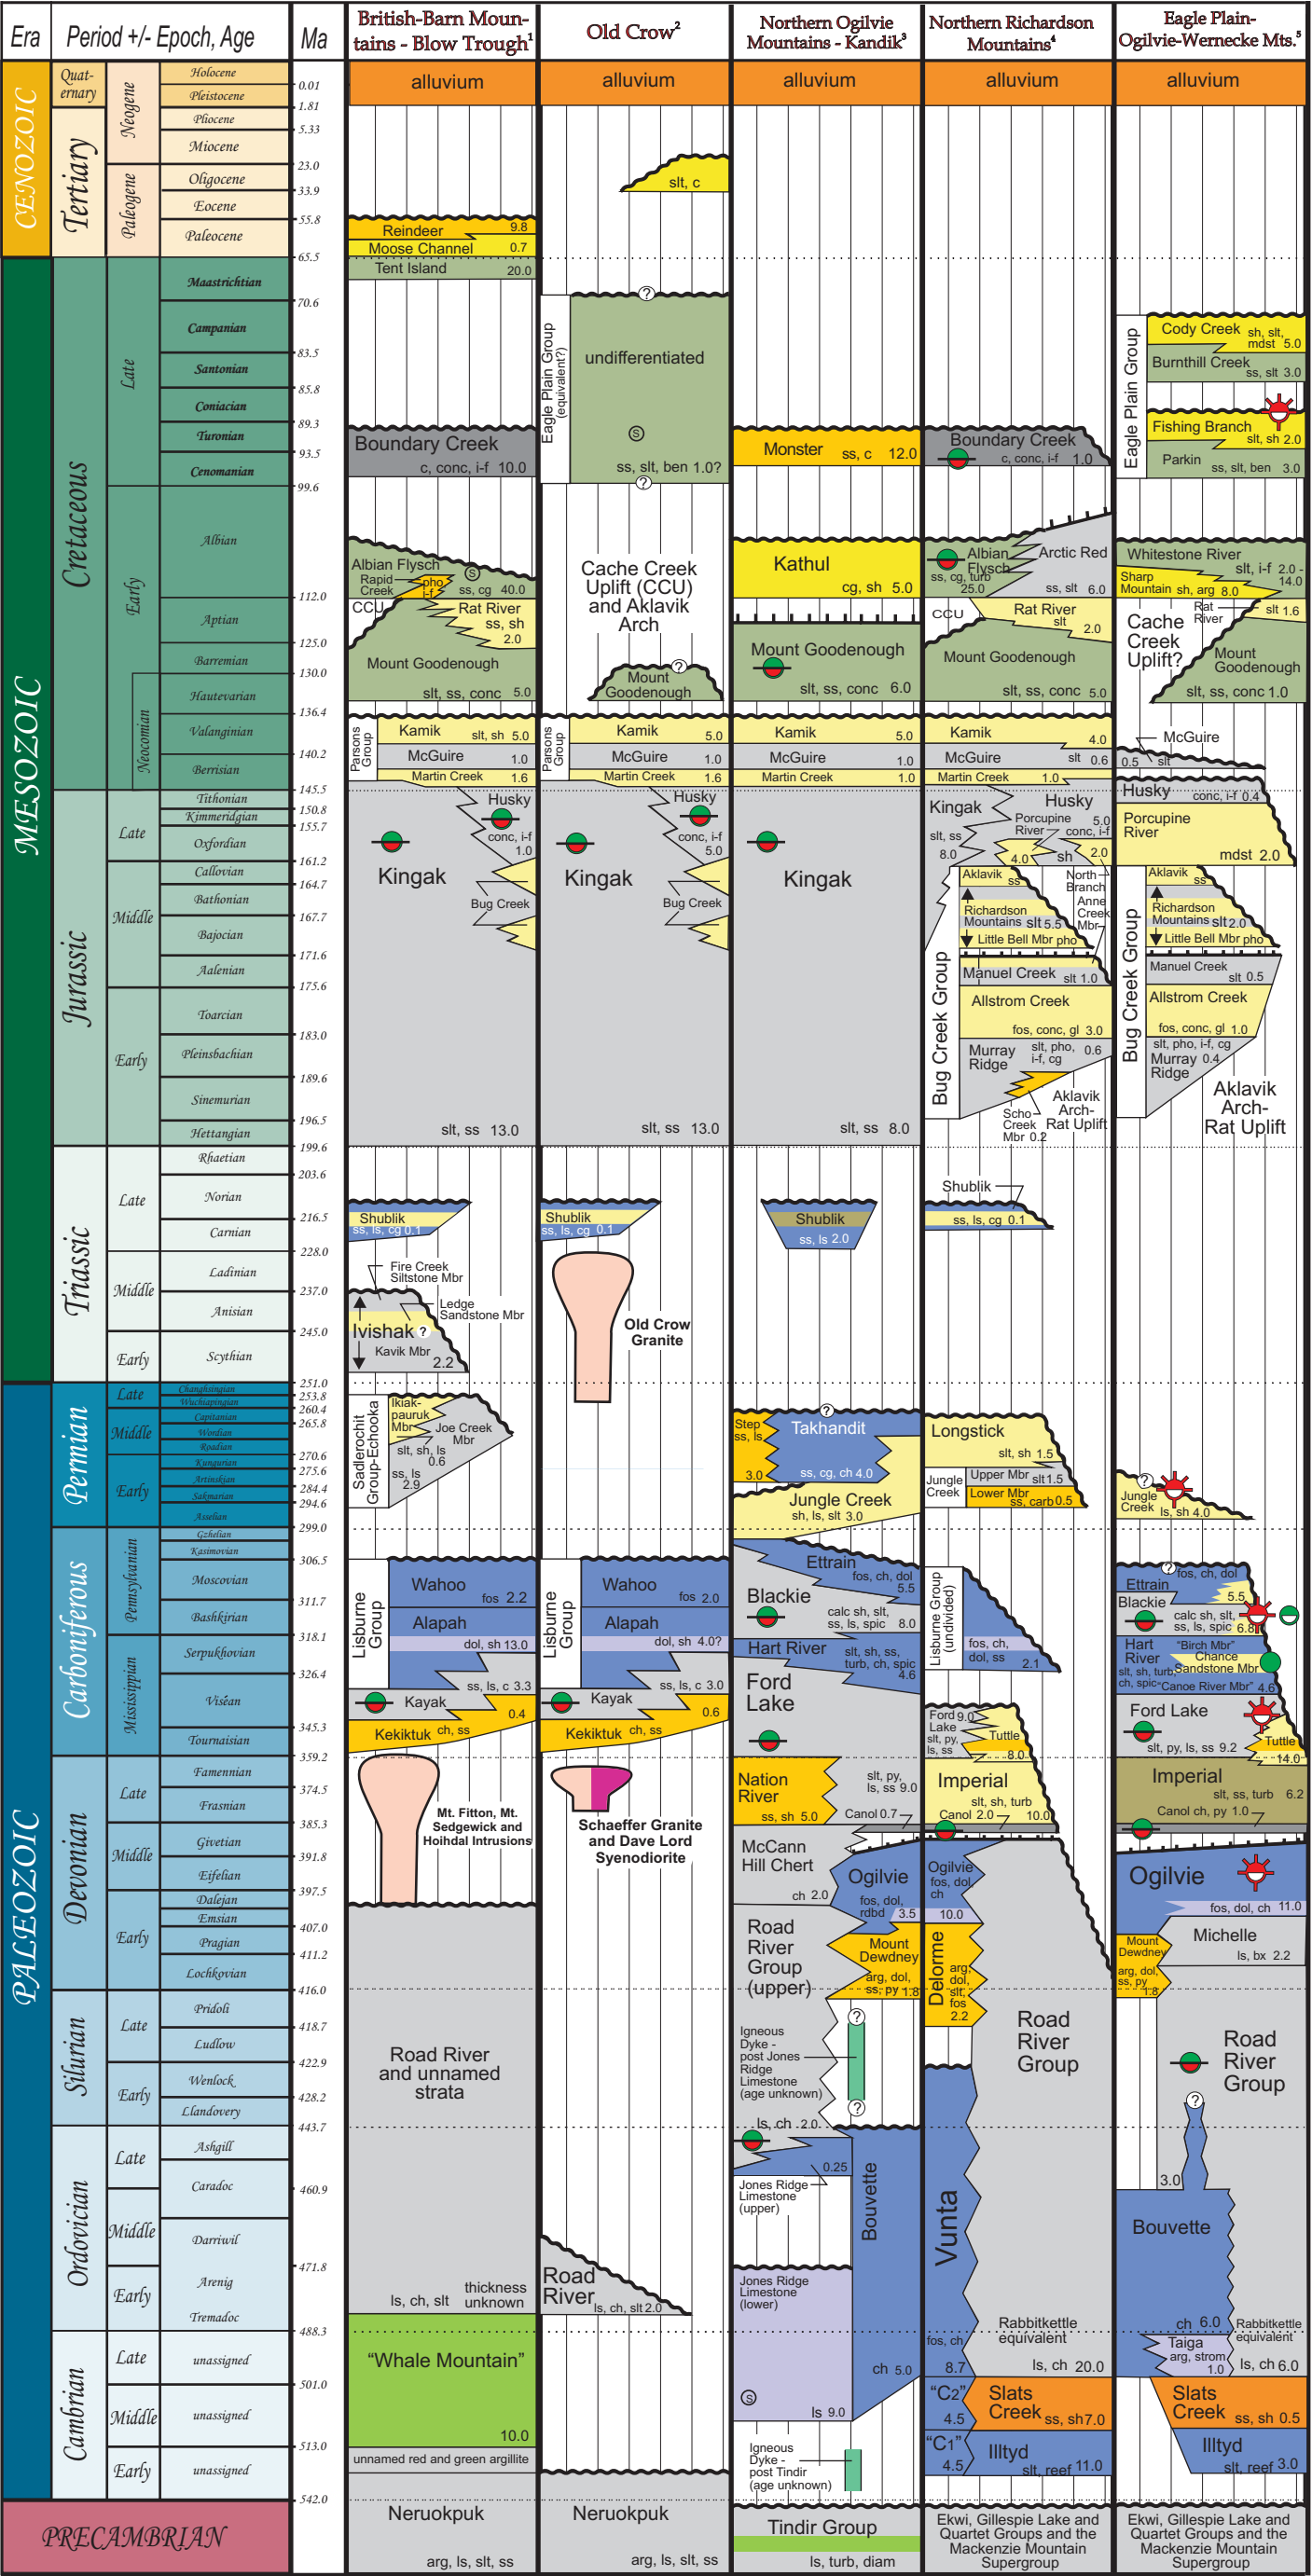 Era
Period +/- Epoch, Age
Ma
British-Barn Moun-
tains - Blow Trough1
Old Crow2
Northern Ogilvie
Mountains - Kandik3
Northern Richardson
Mountains4
Eagle Plain-
Ogilvie-Wernecke Mts.5
CENOZOIC
MESOZOIC
PALEOZOIC
PRECAMBRIAN
Quat-
ernary
Tertiary
Neogene
Paleogene
Holocene
Pleistocene
Pliocene
Miocene
Oligocene
Eocene
Paleocene
Cretaceous
Late
Early
Neocomian
Maastrichtian
Campanian
Santonian
Coniacian
Turonian
Cenomanian
Albian
Aptian
Barremian
Hautevarian
Valanginian
Berrisian
Jurassic
Late
Middle
Early
Tithonian
Kimmeridgian
Oxfordian
Callovian
Bathonian
Bajocian
Aalenian
Toarcian
Pleinsbachian
Sinemurian
Hettangian
Triassic
Late
Middle
Early
Rhaetian
Norian
Carnian
Ladinian
Anisian
Scythian
Permian
Late
Middle
Early
Changhsingian
Wuchiapingian
Capitanian
Wordian
Roadian
Kungurian
Artinskian
Sakmarian
Asselian
Carboniferous
Pennsylvanian
Mississippian
Gzhelian
Kasimovian
Moscovian
Bashkirian
Serpukhovian
Viséan
Tournaisian
Devonian
Late
Middle
Early
Famennian
Frasnian
Givetian
Eifelian
Dalejan
Emsian
Pragian
Lochkovian
Silurian
Late
Early
Pridoli
Ludlow
Wenlock
Llandovery
Ordovician
Late
Middle
Early
Ashgill
Caradoc
Darriwil
Arenig
Tremadoc
Cambrian
Late
Middle
Early
unassigned
unassigned
unassigned
0.01
1.81
5.33
23.0
33.9
55.8
65.5
70.6
83.5
85.8
89.3
93.5
99.6
112.0
125.0
130.0
136.4
140.2
145.5
150.8
155.7
161.2
164.7
167.7
171.6
175.6
183.0
189.6
196.5
199.6
203.6
216.5
228.0
237.0
245.0
251.0
253.8
260.4
265.8
270.6
275.6
284.4
294.6
299.0
306.5
311.7
318.1
326.4
345.3
359.2
374.5
385.3
391.8
397.5
407.0
411.2
416.0
418.7
422.9
428.2
443.7
460.9
471.8
488.3
501.0
513.0
542.0
alluvium
Reindeer 9.8
Moose Channel 0.7
Tent Island 20.0
Boundary Creek
c, conc, i-f 10.0
Albian Flysch
Rapid
Creek
pho
i-f
S
ss, cg 40.0
CCU
Rat River
ss, sh
2.0
Mount Goodenough
slt, ss, conc 5.0
Parsons
Group
Kamik slt, sh 5.0
McGuire 1.0
Martin Creek 1.6
Husky
conc, i-f
1.0
Kingak
Bug Creek
slt, ss 13.0
Shublik
ss, ls, cg 0.1
Fire Creek
Siltstone Mbr
Ledge
Sandstone Mbr
Ivishak ?
Kavik Mbr
2.2
Sadlerochit
Group-Echooka
Ikiak-
pauruk
Mbr
Joe Creek
Mbr
slt, sh, ls
0.6
ss, ls
2.9
Lisburne
Group
Wahoo
fos 2.2
Alapah
dol, sh 13.0
ss, ls, c 3.3
Kayak
0.4
Kekiktuk ch, ss
Mt. Fitton, Mt.
Sedgewick and
Hoihdal Intrusions
Road River
and unnamed
strata
thickness
unknown
ls, ch, slt
“Whale Mountain”
10.0
unnamed red and green argillite
Neruokpuk
arg, ls, slt, ss
alluvium
slt, c
?
Eagle Plain Group
(equivalent?)
undifferentiated
S
ss, slt, ben 1.0?
?
Cache Creek
Uplift (CCU)
and Aklavik
Arch
?
Mount
Goodenough
Parsons
Group
Kamik 5.0
McGuire 1.0
Martin Creek 1.6
Husky
conc, i-f
5.0
Kingak
Bug Creek
slt, ss 13.0
Shublik
ss, ls, cg 0.1
Old Crow
Granite
Lisburne
Group
Wahoo
fos 2.0
Alapah
dol, sh 4.0?
ss, ls, c 3.0
Kayak
0.6
Kekiktuk ch, ss
Schaeffer Granite
and Dave Lord
Syenodiorite
Road
River
ls, ch, slt 2.0
Neruokpuk
arg, ls, slt, ss
alluvium
Monster ss, c 12.0
Kathul
cg, sh 5.0
Mount Goodenough
slt, ss, conc 6.0
Kamik 5.0
McGuire 1.0
Martin Creek 1.0
Kingak
slt, ss 8.0
Shublik
ss, ls 2.0
?
Step
ss, ls
3.0
Takhandit
ss, cg, ch 4.0
Jungle Creek
sh, ls, slt 3.0
Ettrain
fos, ch, dol
5.5
Blackie
calc sh, slt,
ss, ls, spic 8.0
Hart River
slt, sh, ss,
turb, ch, spic
4.6
Ford
Lake
Nation
River
ss, sh 5.0
slt, py,
ls, ss 9.0
Canol 0.7
McCann
Hill Chert
ch 2.0
Ogilvie
fos, dol,
rdbd 3.5
Road
River
Group
(upper)
Mount
Dewdney
arg, dol,
ss, py 1.8
Igneous
Dyke -
post Jones
Ridge
Limestone
(age unknown)
?
?
ls, ch 2.0
0.25
Jones Ridge
Limestone
(upper)
Bouvette
Jones Ridge
Limestone
(lower)
ch 5.0
S
ls 9.0
Igneous
Dyke -
post Tindir
(age unknown)
Tindir Group
ls, turb, diam
alluvium
Boundary Creek
c, conc, i-f 1.0
Albian
Flysch
ss, cg, turb
25.0
Arctic Red
ss, slt 6.0
CCU
Rat River
slt
2.0
Mount Goodenough
slt, ss, conc 5.0
Kamik
4.0
McGuire slt 0.6
Martin Creek 1.0
Kingak
slt, ss
8.0
Husky
5.0
conc, i-f
Porcupine
River
4.0
sh
2.0
North
Branch
Anne
Creek
Mbr
Bug Creek Group
Aklavik
ss
Richardson
Mountains slt 5.5
Little Bell Mbr pho
Manuel Creek
slt 1.0
Allstrom Creek
fos, conc, gl 3.0
Murray
Ridge
slt, pho,
i-f, cg
0.6
Scho
Creek
Mbr 0.2
Aklavik
Arch-
Rat Uplift
Shublik
ss, ls, cg 0.1
Longstick
slt, sh 1.5
Jungle
Creek
Upper Mbr slt 1.5
Lower Mbr
ss, carb 0.5
Lisburne Group
(undivided)
fos, ch,
dol, ss 2.1
Ford 9.0
Lake
slt, py,
ls, ss
Tuttle
8.0
Imperial
slt, sh, turb
Canol 2.0 10.0
Ogilvie
fos, dol,
ch
10.0
Delorme
arg,
dol,
slt,
fos
2.2
Road
River
Group
Vunta
fos, ch
8.7
Rabbitkettle
equivalent
ls, ch 20.0
“C2”
4.5
Slats
Creek ss, sh 7.0
“C1”
4.5
Illtyd
slt, reef 11.0
Ekwi, Gillespie Lake and
Quartet Groups and the
Mackenzie Mountain
Supergroup
alluvium
Eagle Plain Group
Cody Creek sh, slt,
mdst 5.0
Burnthill Creek
ss, slt 3.0
Fishing Branch
slt, sh 2.0
Parkin ss, slt, ben 3.0
Whitestone River
slt, i-f 2.0 -
14.0
Sharp
Mountain sh, arg 8.0
Rat
River
slt 1.6
Cache
Creek
Uplift?
Mount
Goodenough
slt, ss, conc 1.0
McGuire
0.5 slt
Husky conc, i-f 0.4
Porcupine
River
mdst 2.0
Bug Creek Group
Aklavik
ss
Richardson
Mountains slt 2.0
Little Bell Mbr pho
Manuel Creek
slt 0.5
Allstrom Creek
fos, conc, gl 1.0
slt, pho, i-f, cg
Murray 0.4
Ridge
Aklavik
Arch-
Rat Uplift
?
Jungle
Creek ls, sh 4.0
?
fos, ch, dol
Ettrain
5.5
Blackie
calc sh, slt,
ss, ls, spic 6.8
Hart
River
slt, sh, turb,
ch, spic
“Birch Mbr”
Chance
Sandstone Mbr
“Canoe River Mbr” 4.6
Ford Lake
slt, py, ls, ss 9.2
Tuttle
14.0
Imperial
slt, ss, turb 6.2
Canol ch, py 1.0
Ogilvie
fos, dol, ch 11.0
Michelle
ls, bx 2.2
Mount
Dewdney
arg, dol,
ss, py
1.8
Road
River
Group
?
3.0
Bouvette
ch 6.0
Rabbitkettle
equivalent
Taiga
arg, strom
1.0
ls, ch 6.0
Slats
Creek ss, sh 0.5
Illtyd
slt, reef 3.0
Ekwi, Gillespie Lake and
Quartet Groups and the
Mackenzie Mountain
Supergroup